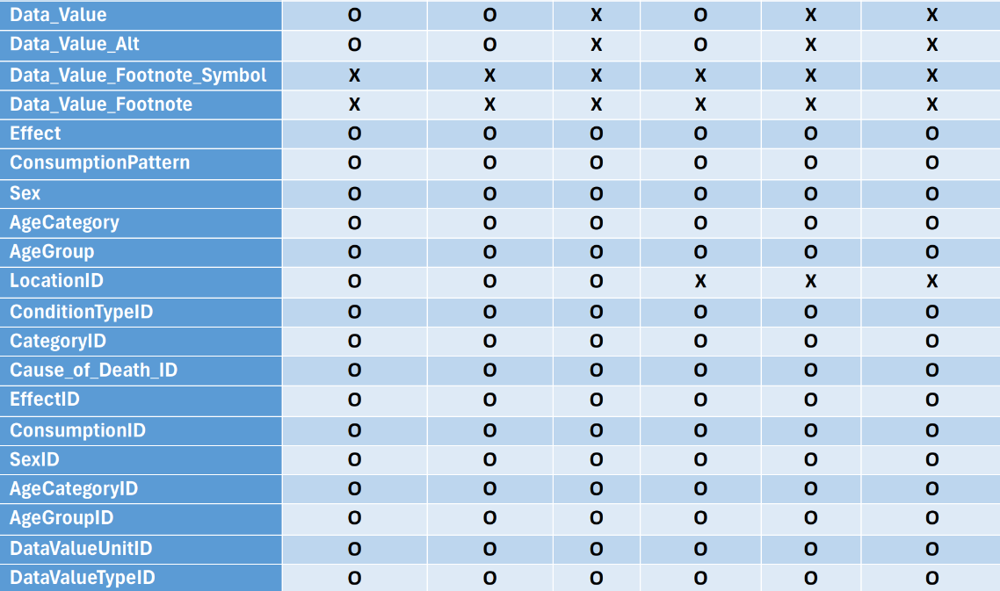 Data_Value O O X O X X
Data_Value_Alt O O X O X X
Data_Value_Footnote_Symbol X X X X X X
Data_Value_Footnote X X X X X X
Effect O O O O O O
ConsumptionPattern O O O O O O
Sex O O O O O O
AgeCategory O O O O O O
AgeGroup O O O O O O
LocationID O O O X X X
ConditionTypeID O O O O O O
CategoryID O O O O O O
Cause_of_Death_ID O O O O O O
EffectID O O O O O O
ConsumptionID O O O O O O
SexID O O O O O O
AgeCategoryID O O O O O O
AgeGroupID O O O O O O
DataValueUnitID O O O O O O
DataValueTypeID O O O O O O